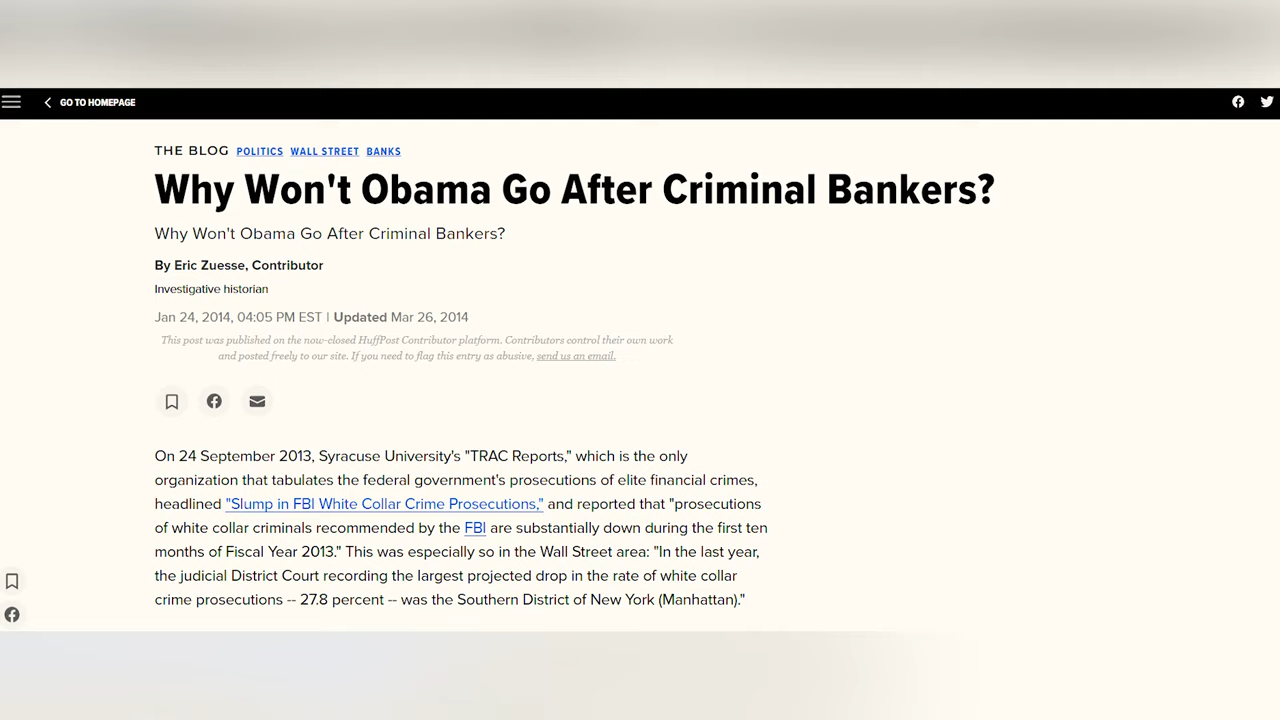 GO TO HOMEPAGE
THE BLOG POLITICS WALL STREET BANKS
Why Won't Obama Go After Criminal Bankers?
Why Won't Obama Go After Criminal Bankers?
By Eric Zuesse, Contributor
Investigative historian
Jan 24, 2014, 04:05 PM EST | Updated Mar 26, 2014
This post was published on the now-closed HuffPost Contributor platform. Contributors control their own work
and posted freely to our site. If you need to flag this entry as abusive, send us an email.
On 24 September 2013, Syracuse University's "TRAC Reports," which is the only
organization that tabulates the federal government's prosecutions of elite financial crimes,
headlined "Slump in FBI White Collar Crime Prosecutions," and reported that "prosecutions
of white collar criminals recommended by the FBI are substantially down during the first ten
months of Fiscal Year 2013." This was especially so in the Wall Street area: "In the last year,
the judicial District Court recording the largest projected drop in the rate of white collar
crime prosecutions -- 27.8 percent -- was the Southern District of New York (Manhattan)."